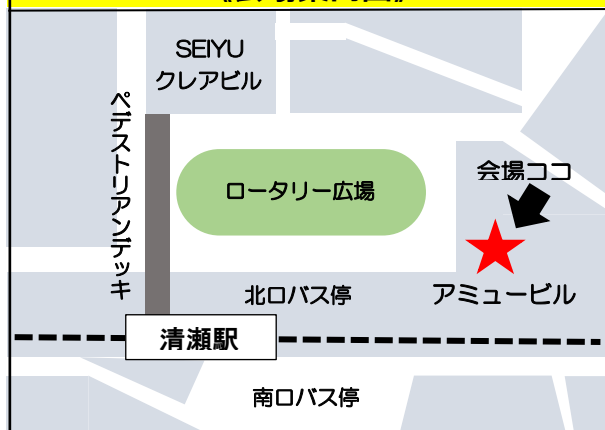 SEIYU
クレアビル
ペデストリアンデッキ
会場ココ
ロータリー広場
北口バス停
アミュービル
清瀬駅
南口バス停